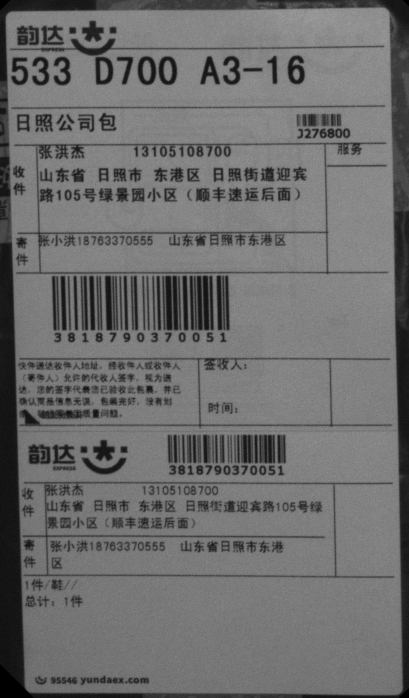 韵达
EXPRESS
533 D700 A3-16
日照公司包
J276800
收件
张洪杰 13105108700
山东省 日照市 东港区 日照街道迎宾
路105号绿景园小区（顺丰速运后面）
服务
寄件
张小洪18763370555 山东省日照市东港区
3818790370051
快件送达收件人地址，经收件人或收件人
（寄件人）允许的代收人签字，视为送
达，您的签字代表您已验收此包裹，并已
确认商品信息无误，包装完好，没有划
质量问题。
签收人：
时间：
韵达
EXPRESS
3818790370051
收件
张洪杰 13105108700
山东省 日照市 东港区 日照街道迎宾路105号绿
景园小区（顺丰速运后面）
寄件
张小洪18763370555 山东省日照市东港
区
1件/鞋//
总计：1件
95546 yundaex.com